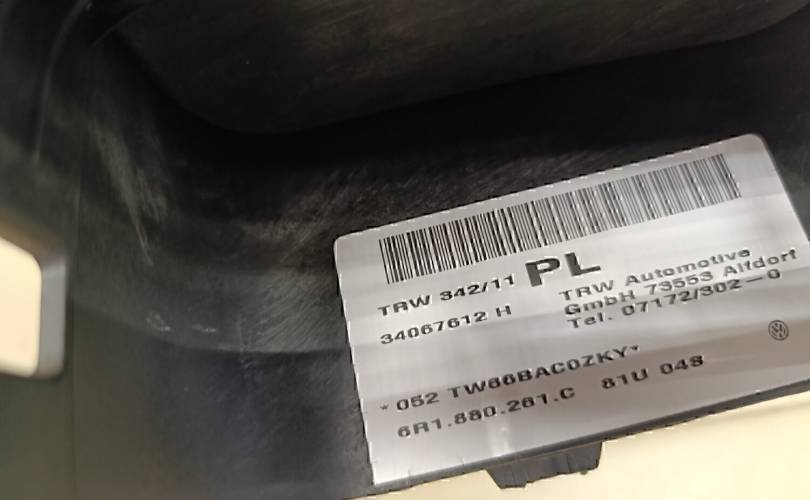 TRW 342/11 PL
34067612 H
TRW Automotive
GmbH 73553 Alfdorf
Tel. 07172/302-0
*052 TW66BAC0ZKY*
6R1.880.261.C 81U 048